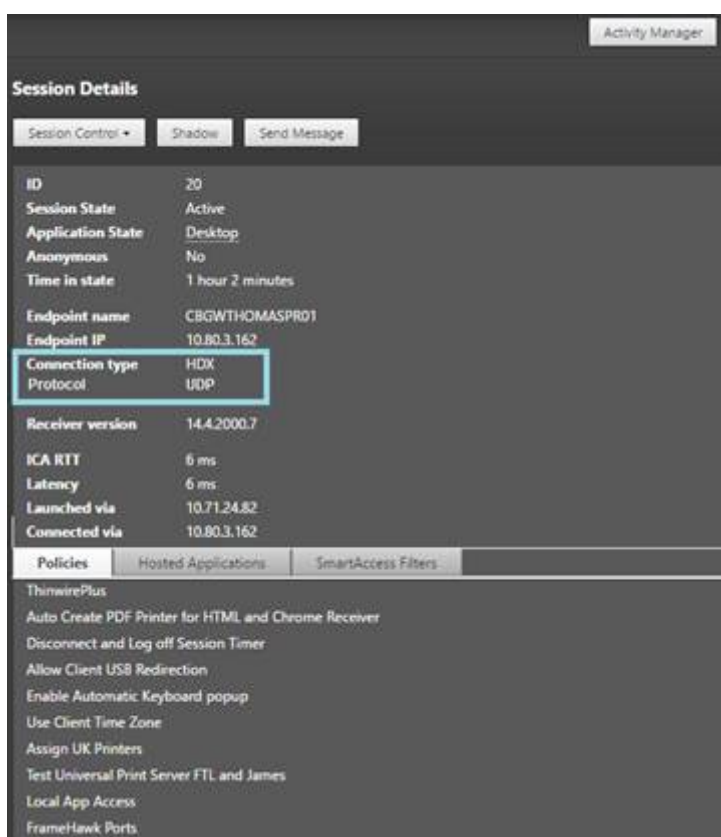 Activity Manager
Session Details
Session Control Shadow Send Message
ID 20
Session State Active
Application State Desktop
Anonymous No
Time in state 1 hour 2 minutes
Endpoint name CBGWTHOMASPR01
Endpoint IP 10.80.3.162
Connection type HDX
Protocol UDP
Receiver version 14.4.2000.7
ICA RTT 6 ms
Latency 6 ms
Launched via 10.71.24.82
Connected via 10.80.3.162
Policies Hosted Applications SmartAccess Filters
ThinwirePlus
Auto Create PDF Printer for HTML and Chrome Receiver
Disconnect and Log off Session Timer
Allow Client USB Redirection
Enable Automatic Keyboard popup
Use Client Time Zone
Assign UK Printers
Test Universal Print Server FTL and James
Local App Access
FrameHawk Ports